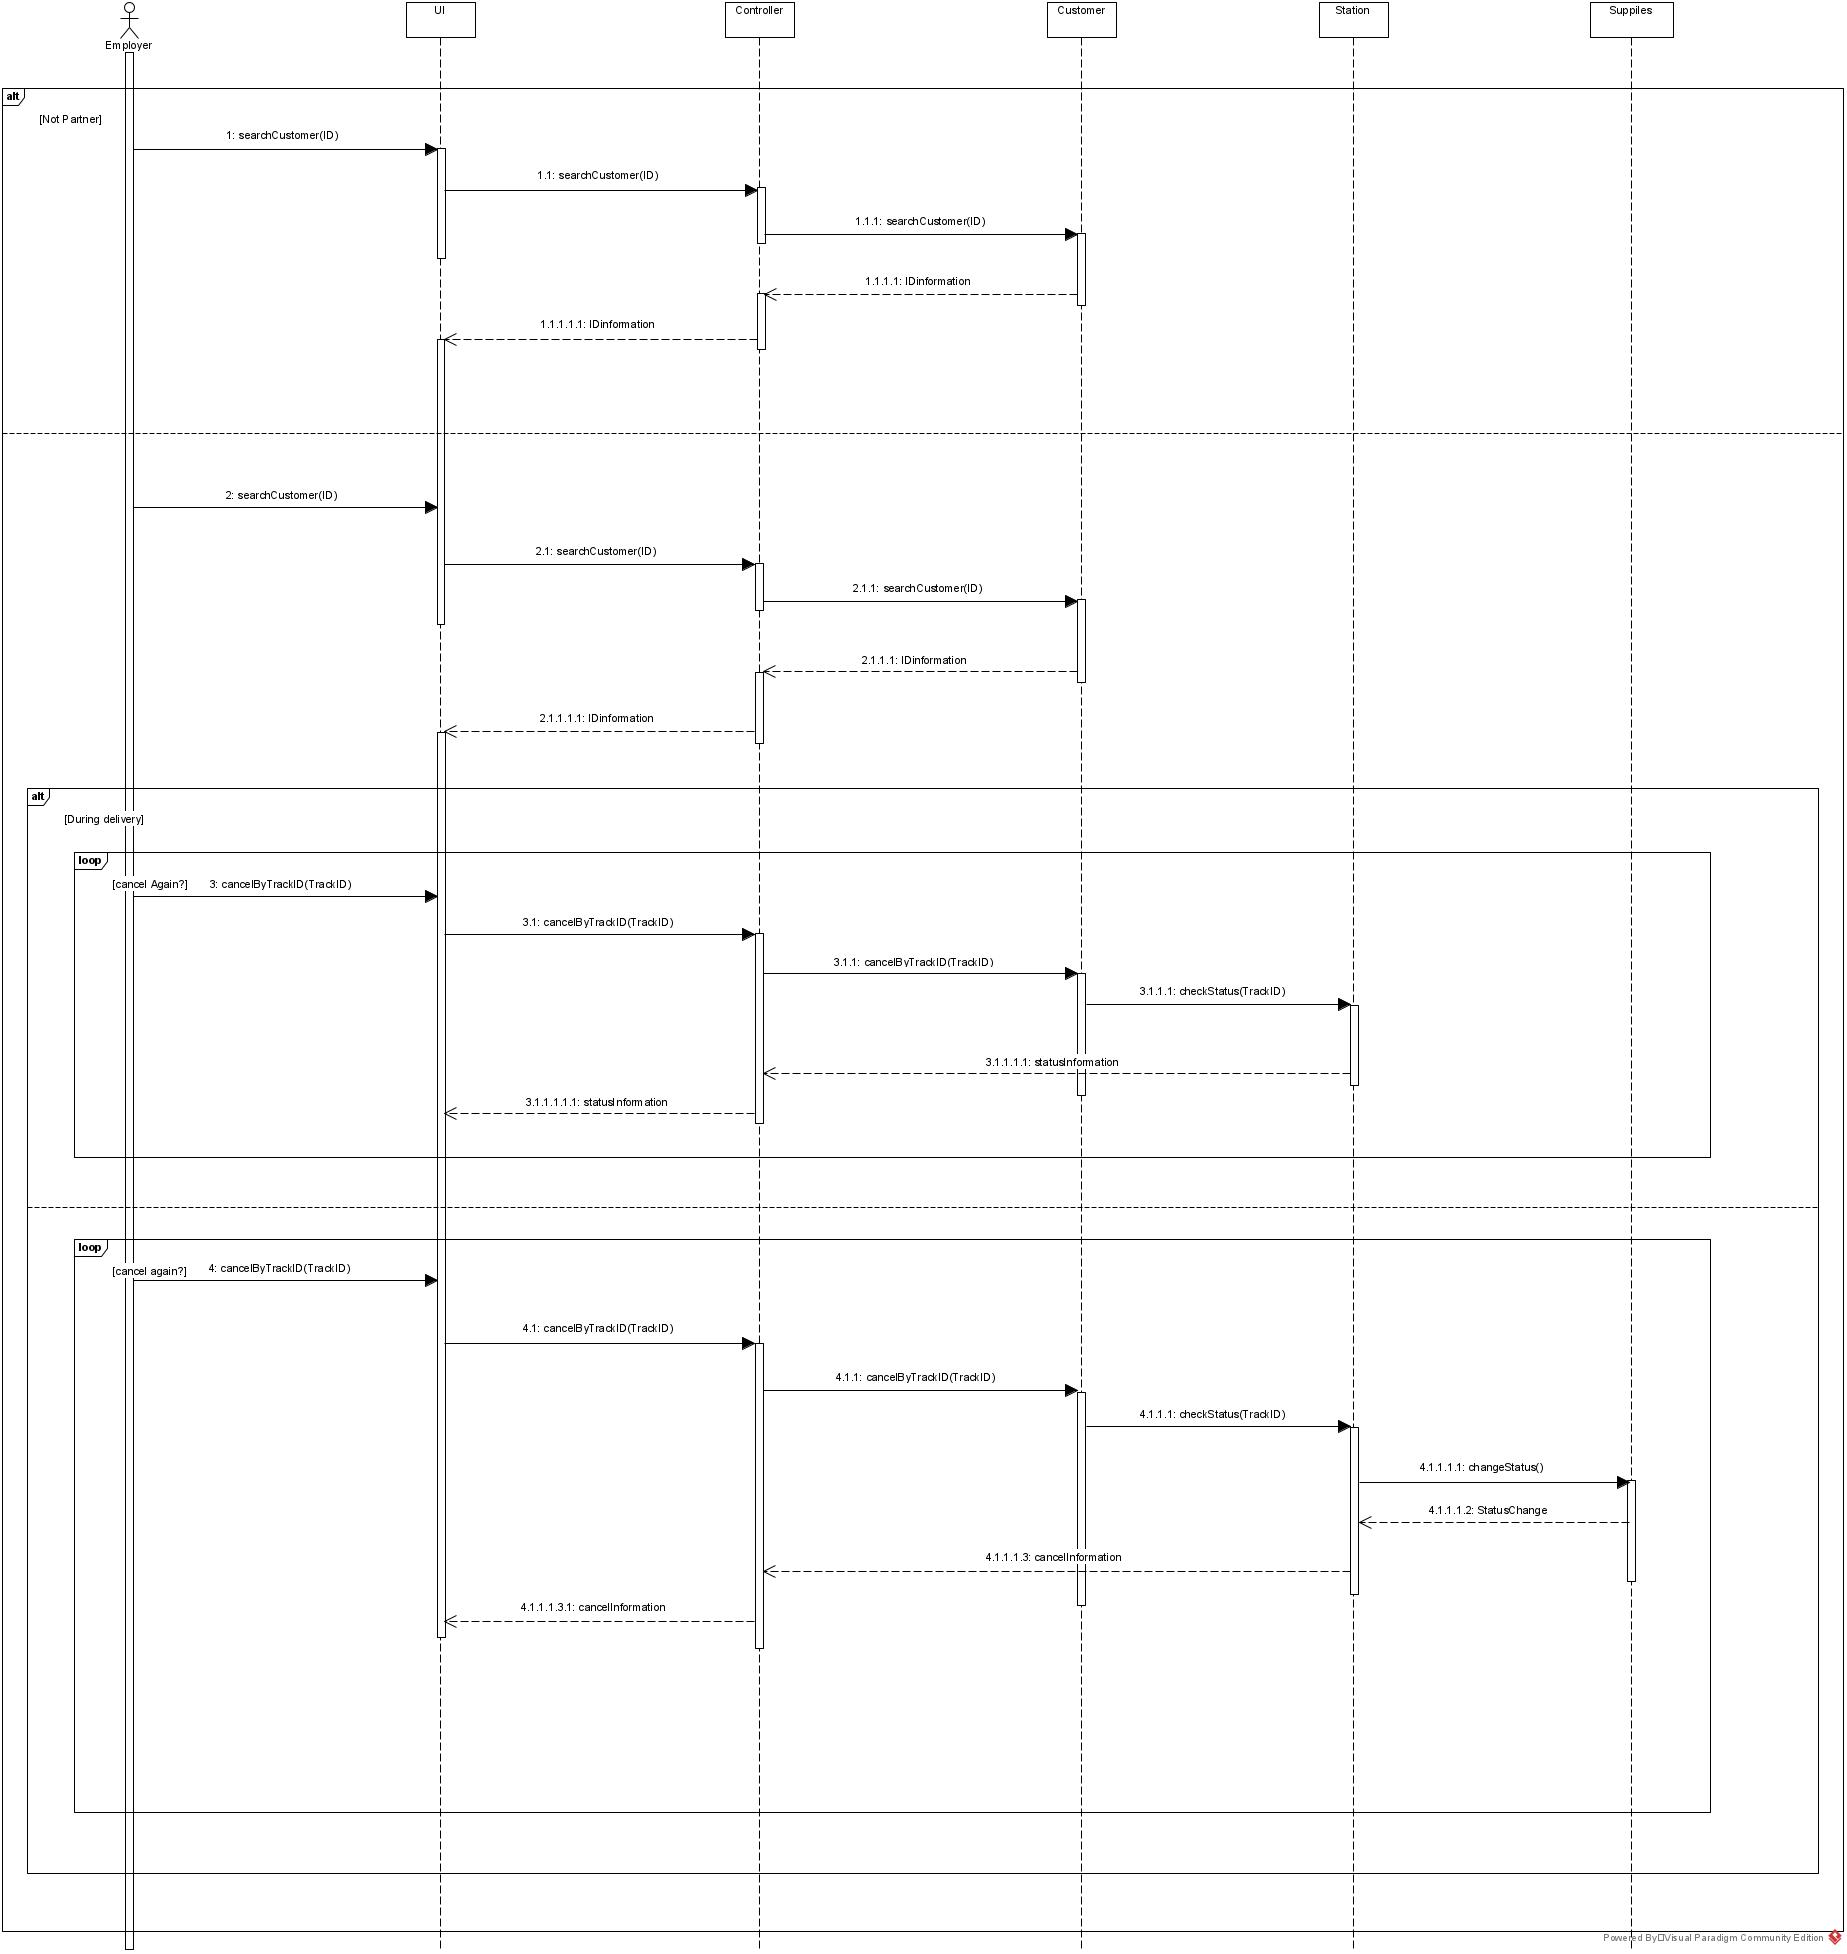 Employer
UI
Controller
Customer
Station
Suppiles
alt
[Not Partner]
1: searchCustomer(ID)
1.1: searchCustomer(ID)
1.1.1: searchCustomer(ID)
1.1.1.1: IDinformation
1.1.1.1.1: IDinformation
2: searchCustomer(ID)
2.1: searchCustomer(ID)
2.1.1: searchCustomer(ID)
2.1.1.1: IDinformation
2.1.1.1.1: IDinformation
alt
[During delivery]
loop
[cancel Again?]
3: cancelByTrackID(TrackID)
3.1: cancelByTrackID(TrackID)
3.1.1: cancelByTrackID(TrackID)
3.1.1.1: checkStatus(TrackID)
3.1.1.1.1: statusInformation
3.1.1.1.1.1: statusInformation
loop
[cancel again?]
4: cancelByTrackID(TrackID)
4.1: cancelByTrackID(TrackID)
4.1.1: cancelByTrackID(TrackID)
4.1.1.1: checkStatus(TrackID)
4.1.1.1.1: changeStatus()
4.1.1.1.2: StatusChange
4.1.1.1.3: cancelInformation
4.1.1.1.3.1: cancelInformation
Powered By□Visual Paradigm Community Edition